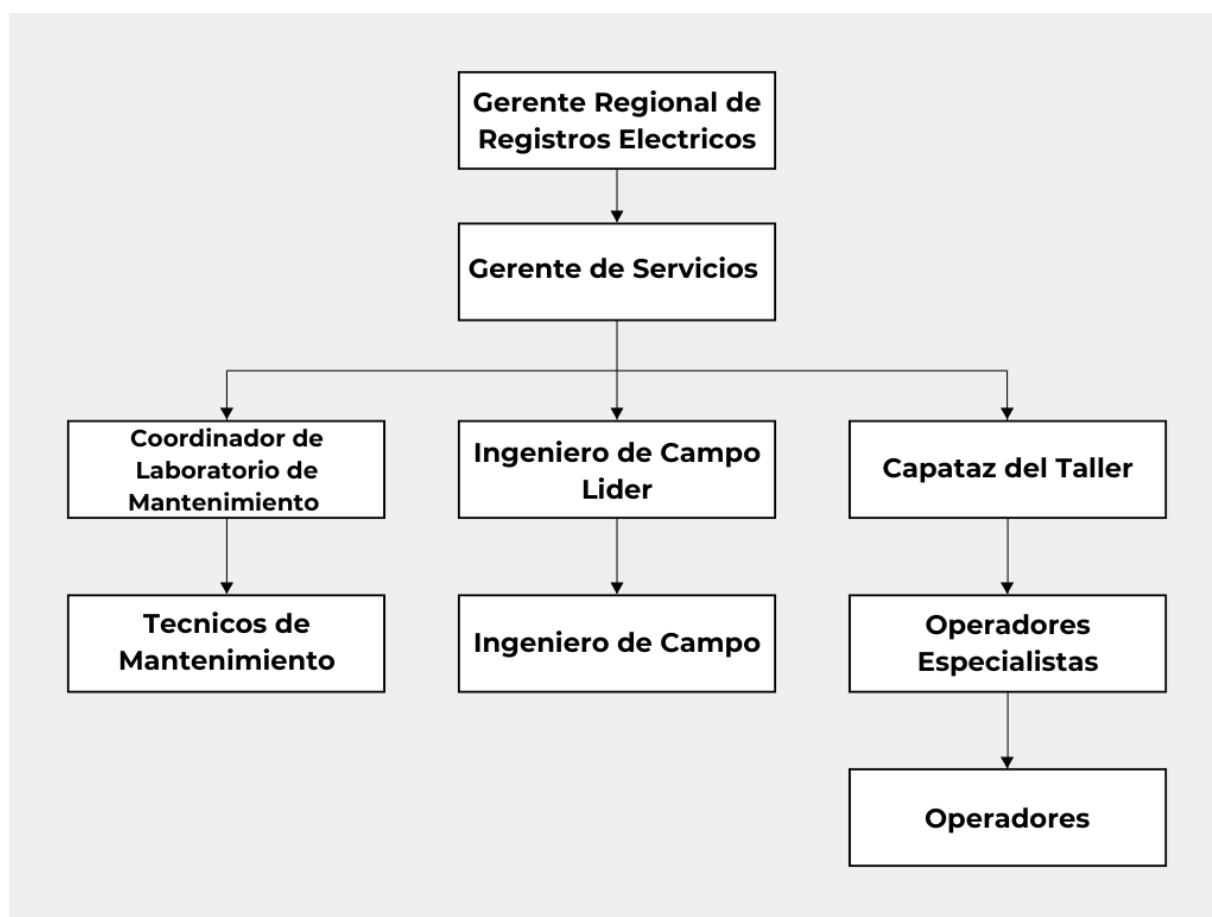 Gerente Regional de
Registros Electricos
Gerente de Servicios
Coordinador de
Laboratorio de
Mantenimiento
Ingeniero de Campo
Lider
Capataz del Taller
Tecnicos de
Mantenimiento
Ingeniero de Campo
Operadores
Especialistas
Operadores